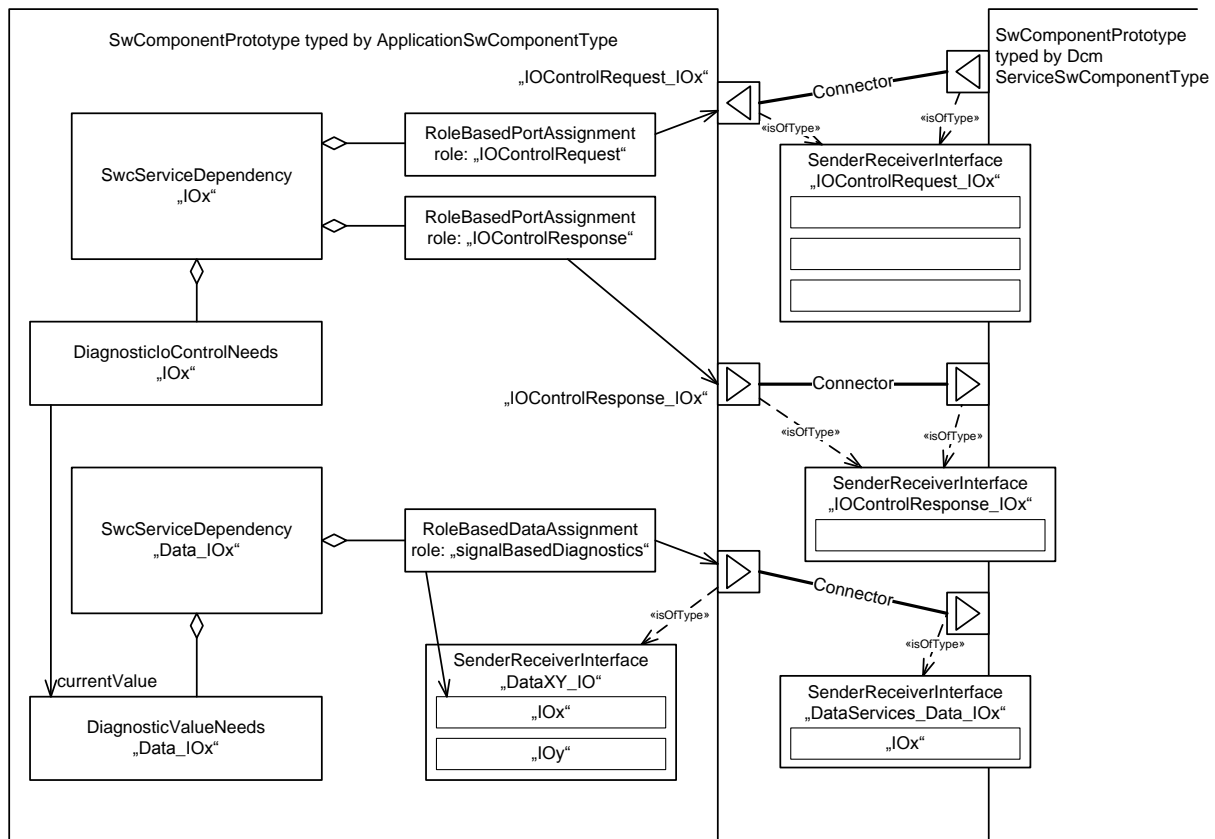 SwComponentPrototype typed by ApplicationSwComponentType
SwComponentPrototype
typed by Dcm
ServiceSwComponentType
„IOControlRequest_IOx“
Connector
«isOfType»
«isOfType»
RoleBasedPortAssignment
role: „IOControlRequest“
SwcServiceDependency
„IOx“
SenderReceiverInterface
„IOControlRequest_IOx“
RoleBasedPortAssignment
role: „IOControlResponse“
DiagnosticIoControlNeeds
„IOx“
„IOControlResponse_IOx“
Connector
«isOfType»
«isOfType»
SenderReceiverInterface
„IOControlResponse_IOx“
SwcServiceDependency
„Data_IOx“
RoleBasedDataAssignment
role: „signalBasedDiagnostics“
Connector
«isOfType»
«isOfType»
SenderReceiverInterface
„DataXY_IO“
„IOx“
„IOy“
currentValue
DiagnosticValueNeeds
„Data_IOx“
SenderReceiverInterface
„DataServices_Data_IOx“
„IOx“